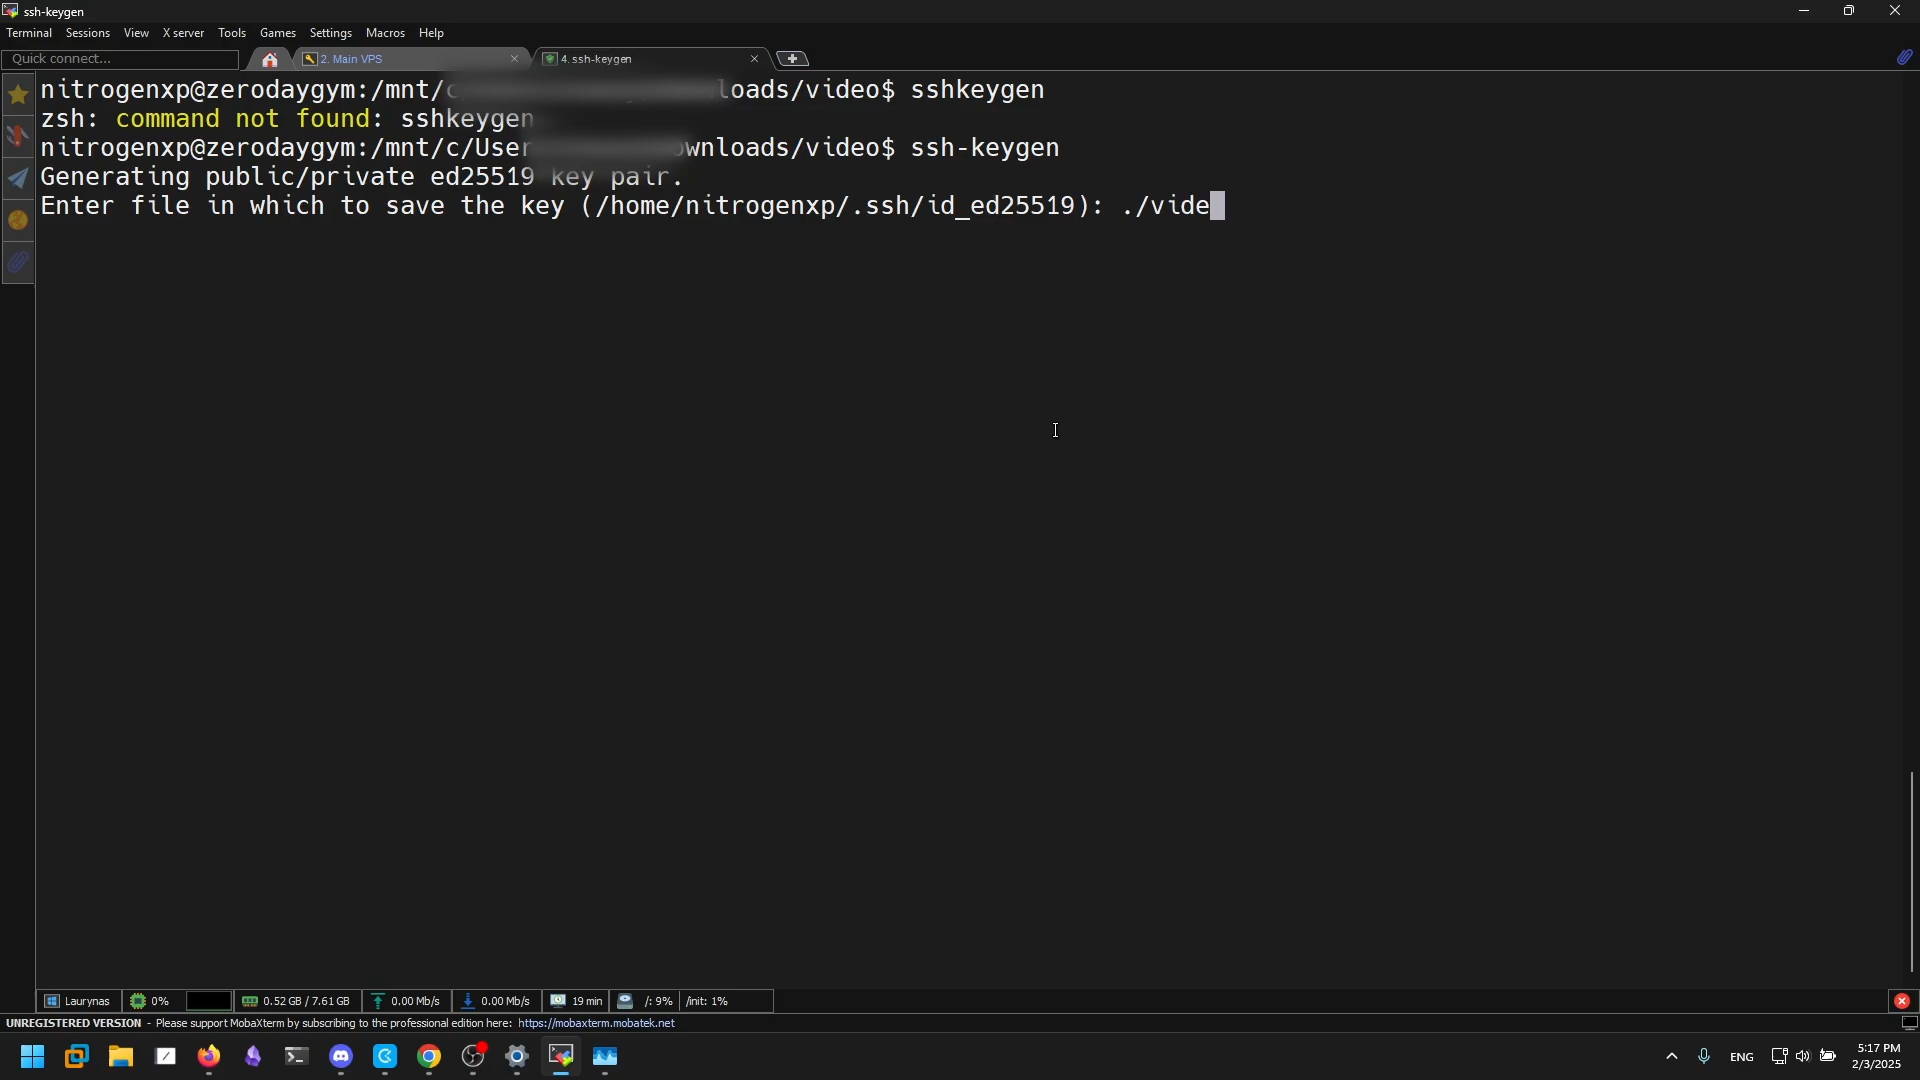 ssh-keygen
Terminal Sessions View X server Tools Games Settings Macros Help
Quick connect... 2. Main VPS 4. ssh-keygen
nitrogenxp@zerodaygym:/mnt/c loads/video$ sshkeygen
zsh: command not found: sshkeygen
nitrogenxp@zerodaygym:/mnt/c/User wnloads/video$ ssh-keygen
Generating public/private ed25519 key pair.
Enter file in which to save the key (/home/nitrogenxp/.ssh/id_ed25519): ./vide
Laurynas 0% 0.52 GB / 7.61 GB 0.00 Mb/s 0.00 Mb/s 19 min /: 9% /init: 1%
UNREGISTERED VERSION - Please support MobaXterm by subscribing to the professional edition here: https://mobaxterm.mobatek.net
ENG 5:17 PM
2/3/2025